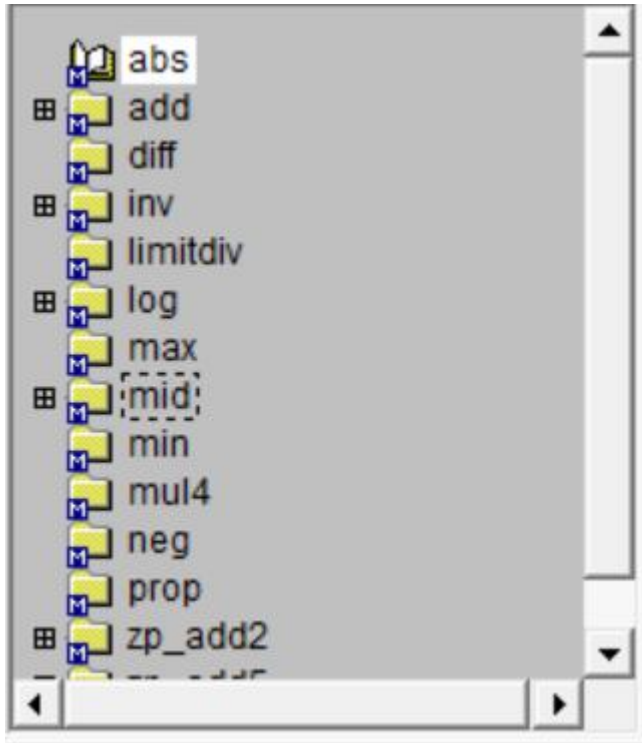 abs
add
diff
inv
limitdiv
log
max
mid
min
mul4
neg
prop
zp_add2